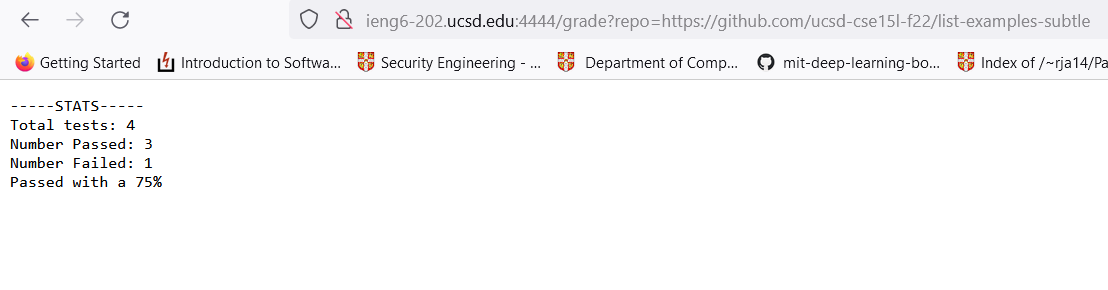 ieng6-202.ucsd.edu:4444/grade?repo=https://github.com/ucsd-cse15l-f22/list-examples-subtle
Getting Started Introduction to Softwa... Security Engineering - ... Department of Comp... mit-deep-learning-bo... Index of /~rja14/Pa
-----STATS-----
Total tests: 4
Number Passed: 3
Number Failed: 1
Passed with a 75%